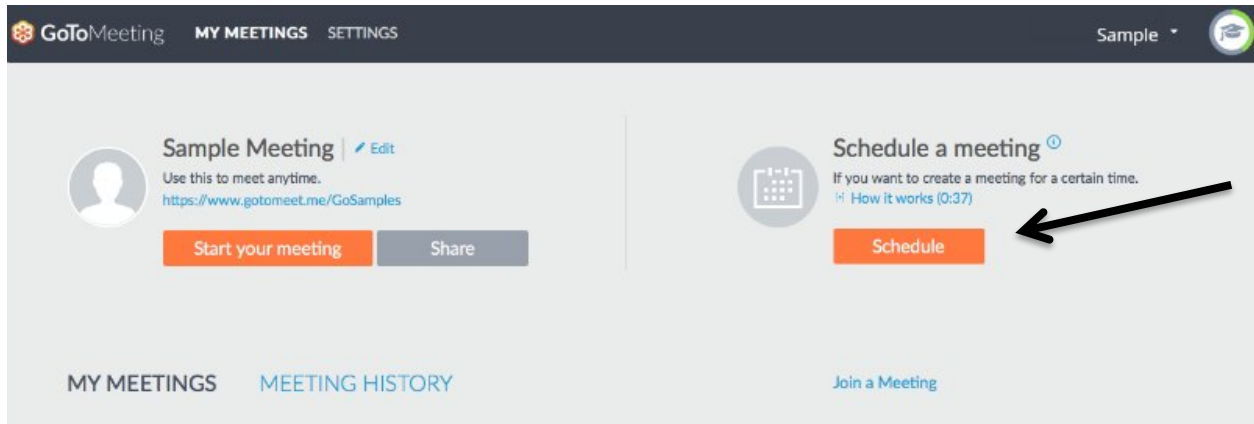 GoToMeeting MY MEETINGS SETTINGS Sample
Sample Meeting | Edit
Use this to meet anytime.
https://www.gotomeet.me/GoSamples
Start your meeting Share
Schedule a meeting
If you want to create a meeting for a certain time.
How it works (0:37)
Schedule
MY MEETINGS MEETING HISTORY
Join a Meeting